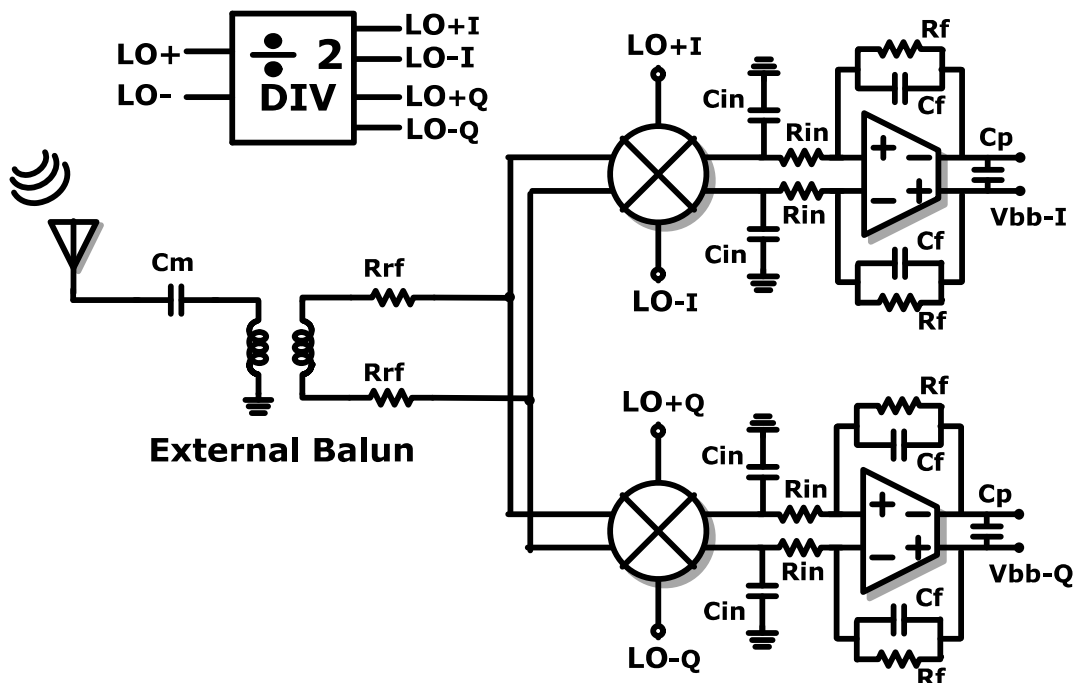 LO+
LO-
÷ 2
DIV
LO+I
LO-I
LO+Q
LO-Q
Cm
Rrf
Rrf
External Balun
LO+I
LO-I
Cin
Cin
Rin
Rin
Rf
Cf
+ -
- +
Cf
Rf
Cp
Vbb-I
LO+Q
LO-Q
Cin
Cin
Rin
Rin
Rf
Cf
+ -
- +
Cf
Rf
Cp
Vbb-Q